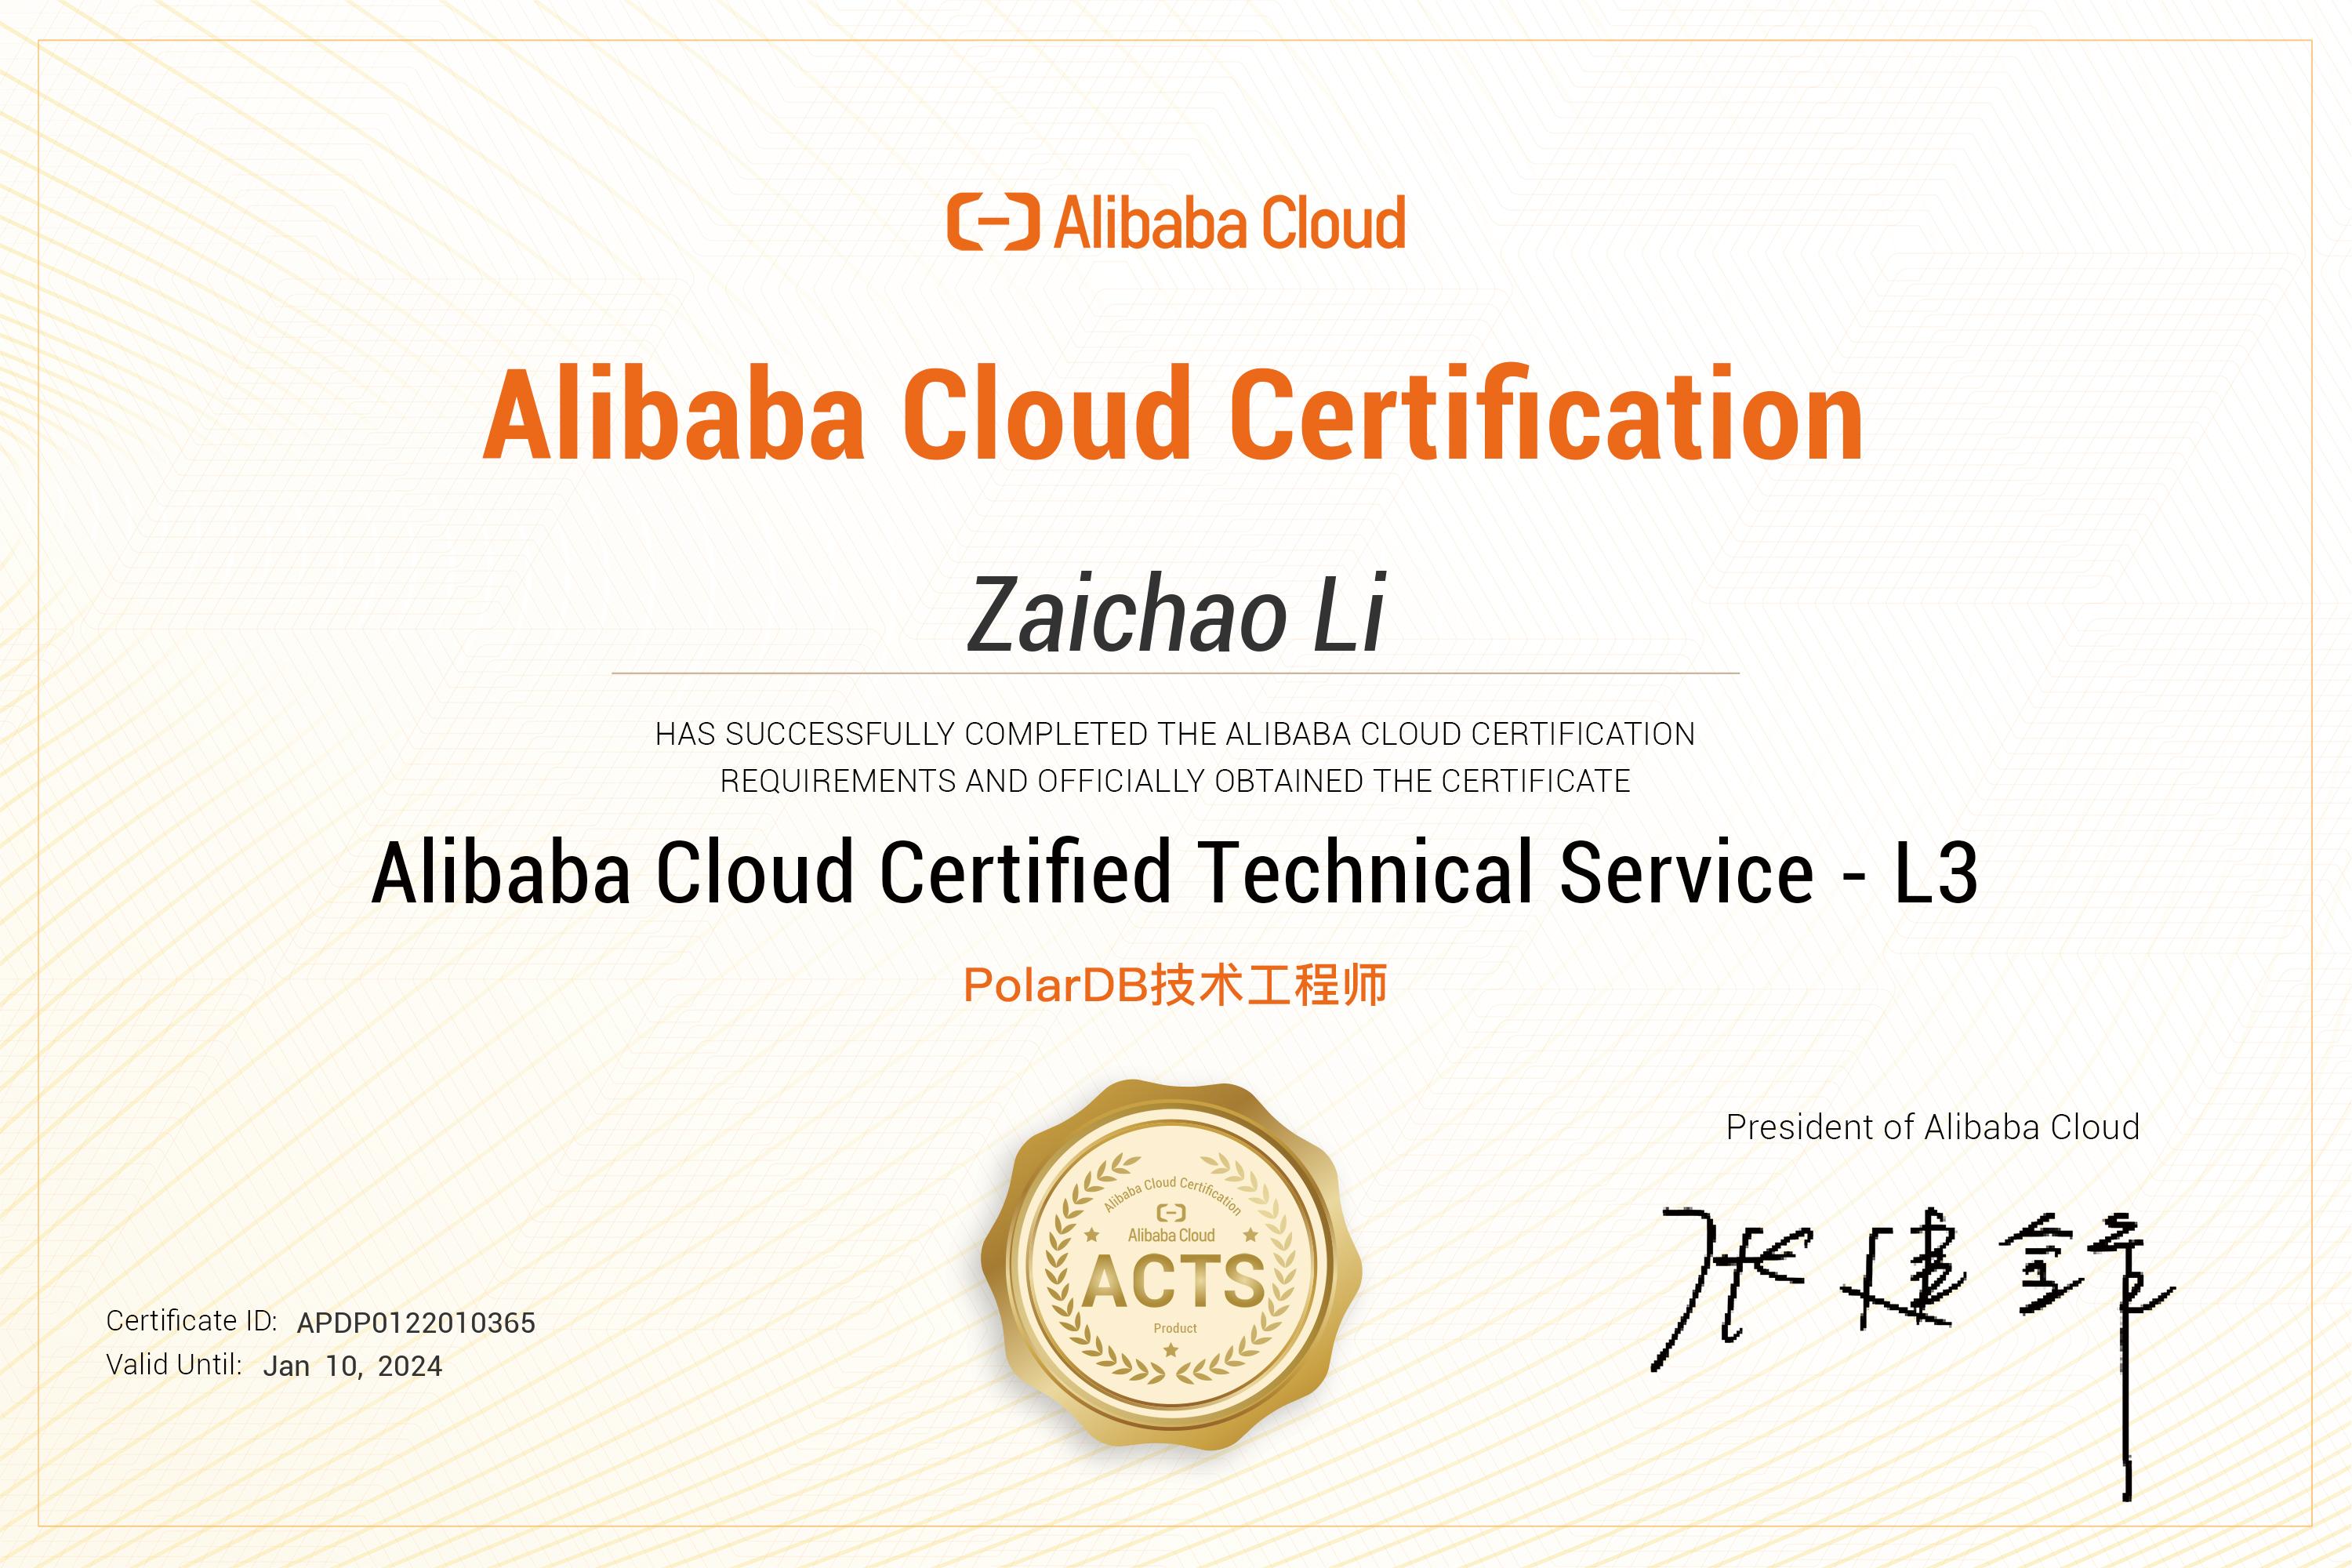 Alibaba Cloud
Alibaba Cloud Certification
Zaichao Li
HAS SUCCESSFULLY COMPLETED THE ALIBABA CLOUD CERTIFICATION
REQUIREMENTS AND OFFICIALLY OBTAINED THE CERTIFICATE
Alibaba Cloud Certified Technical Service - L3
PolarDB技术工程师
Alibaba Cloud Certification
Alibaba Cloud
ACTS
Product
President of Alibaba Cloud
Certificate ID: APDP0122010365
Valid Until: Jan 10, 2024